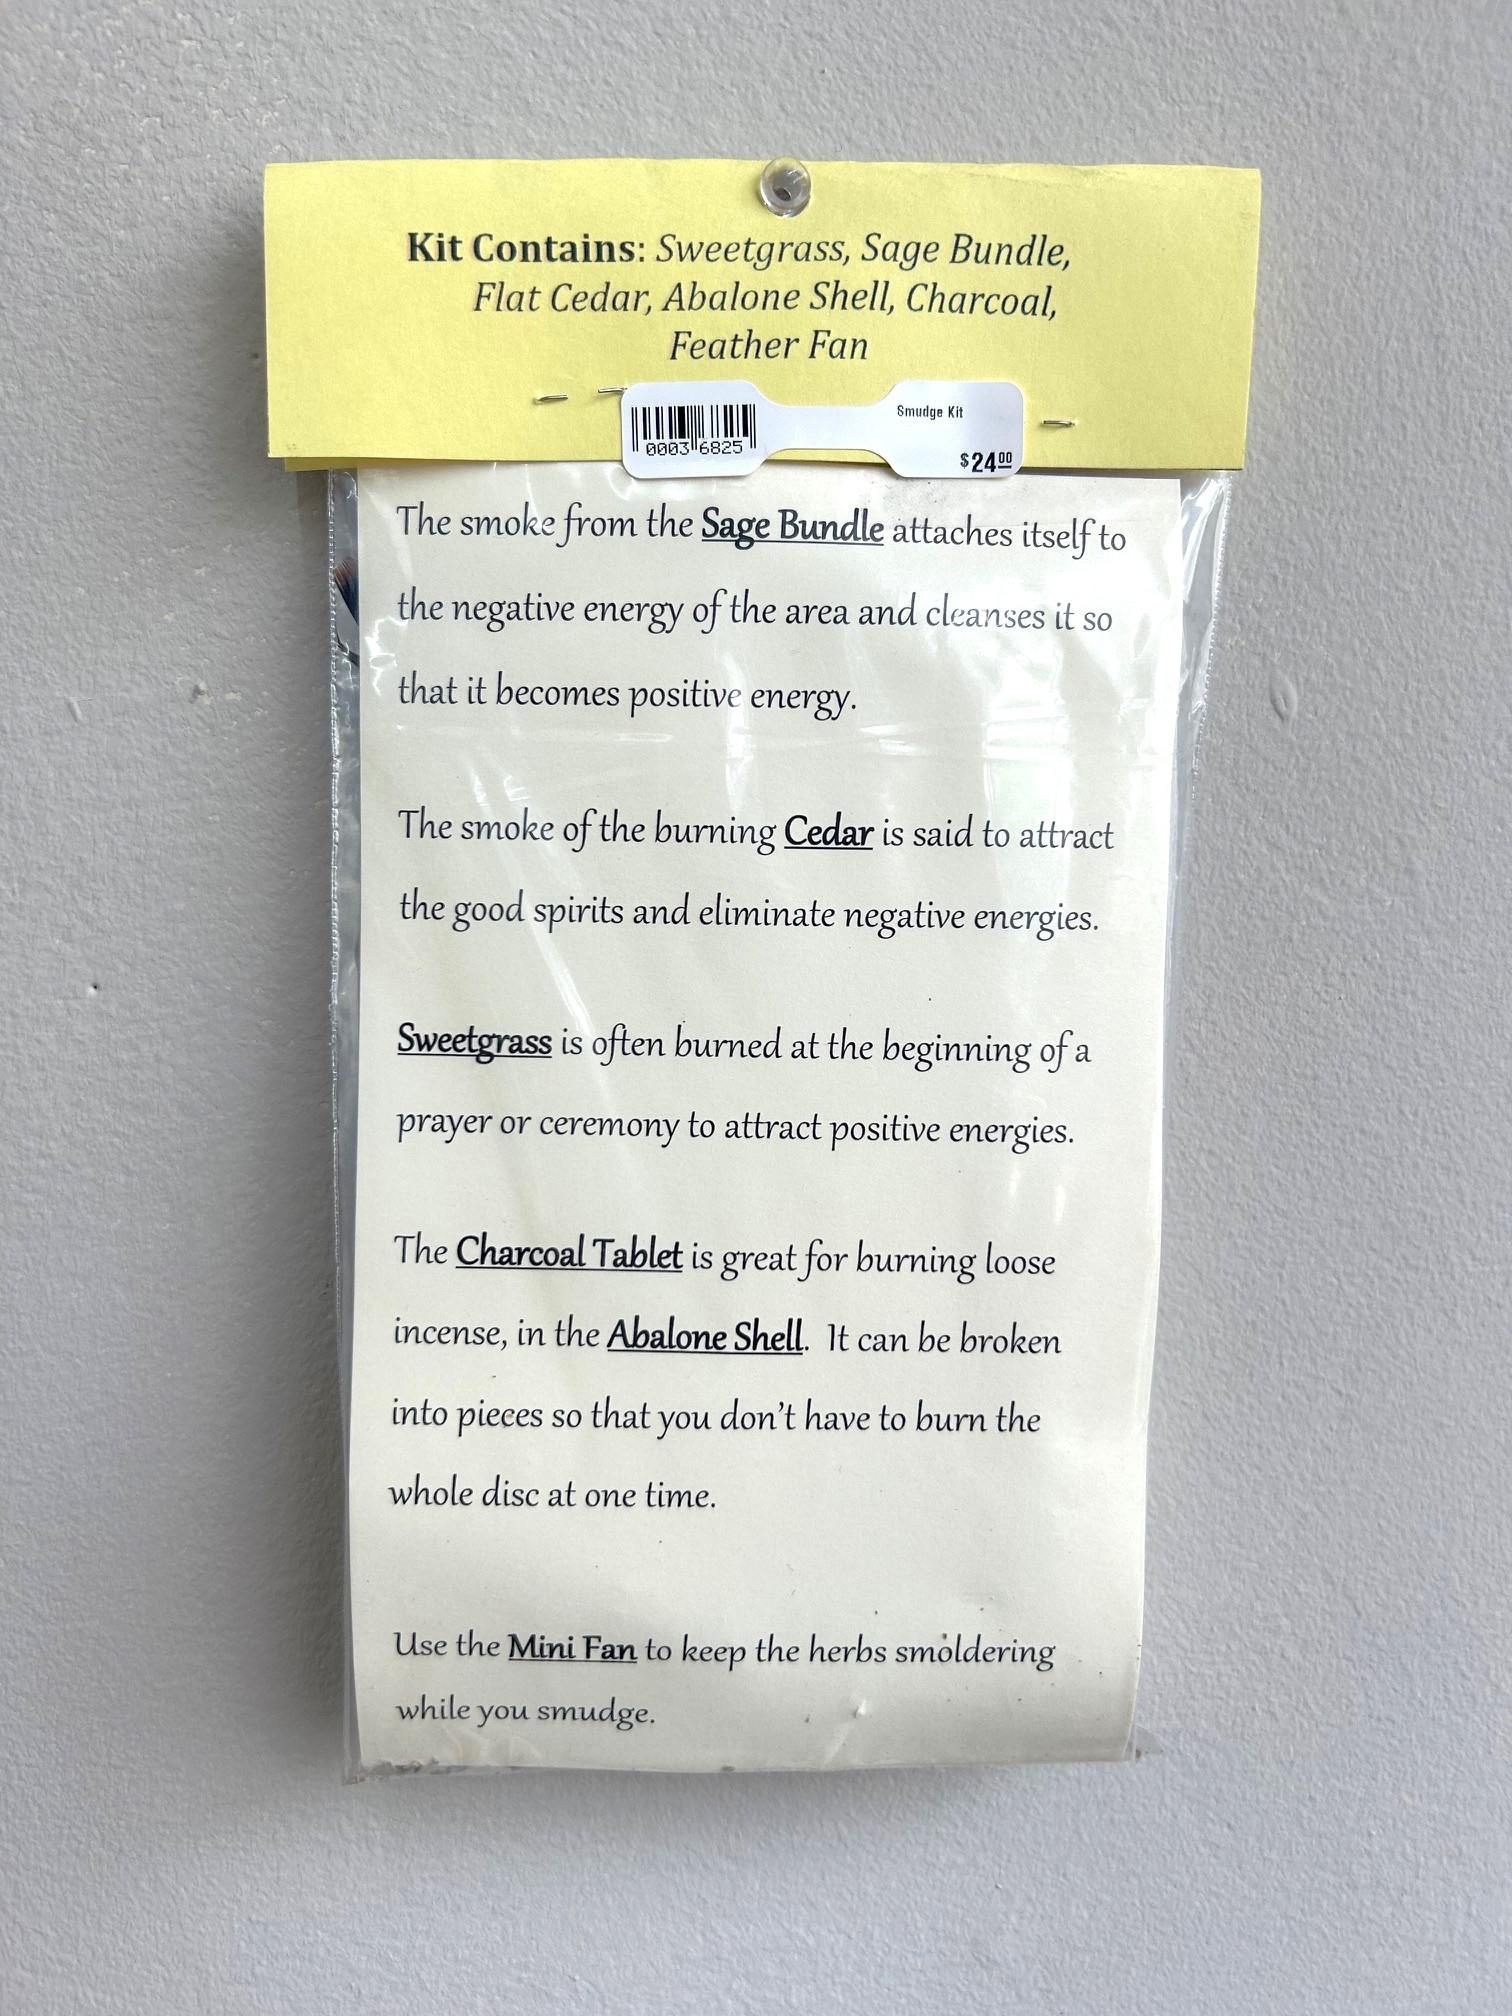 Kit Contains: Sweetgrass, Sage Bundle,
Flat Cedar, Abalone Shell, Charcoal,
Feather Fan
0003 6825
Smudge Kit
$24.00
The smoke from the Sage Bundle attaches itself to
the negative energy of the area and cleanses it so
that it becomes positive energy.
The smoke of the burning Cedar is said to attract
the good spirits and eliminate negative energies.
Sweetgrass is often burned at the beginning of a
prayer or ceremony to attract positive energies.
The Charcoal Tablet is great for burning loose
incense, in the Abalone Shell. It can be broken
into pieces so that you don't have to burn the
whole disc at one time.
Use the Mini Fan to keep the herbs smoldering
while you smudge.